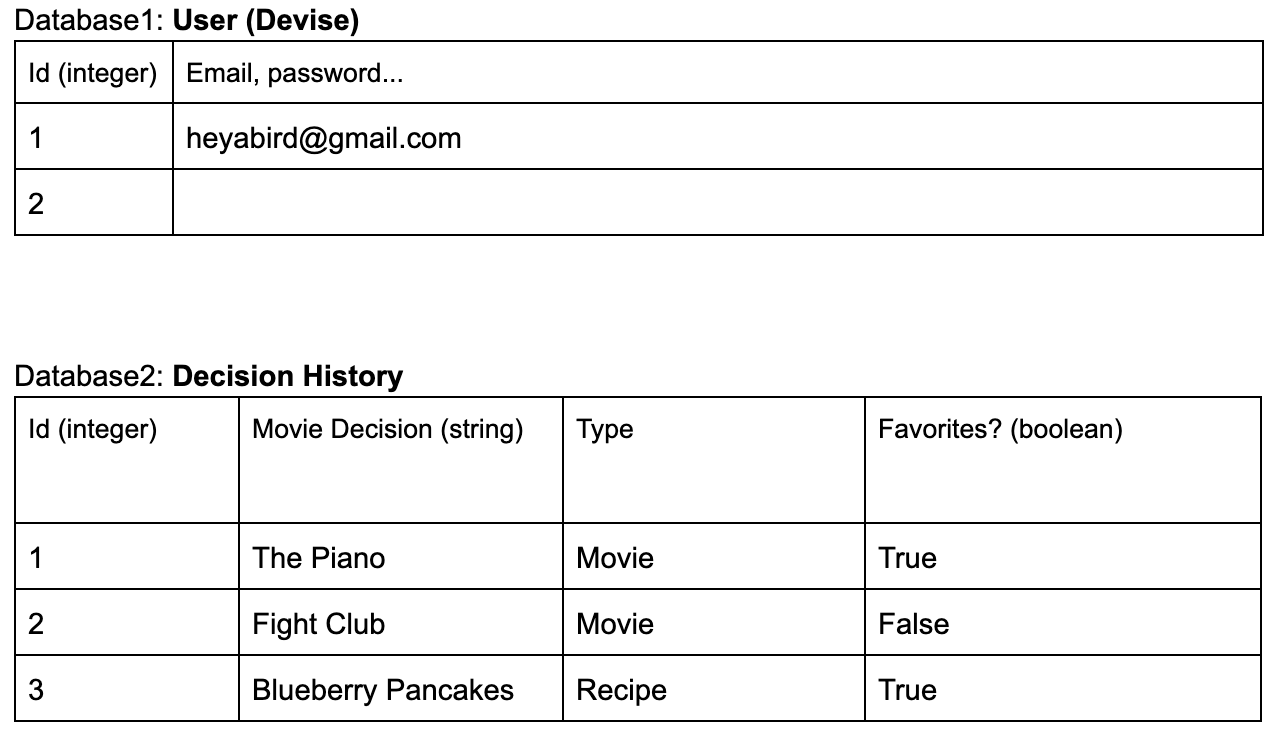 Database1: User (Devise)
Id (integer) Email, password...
1 heyabird@gmail.com
2
Database2: Decision History
Id (integer) Movie Decision (string) Type Favorites? (boolean)
1 The Piano Movie True
2 Fight Club Movie False
3 Blueberry Pancakes Recipe True